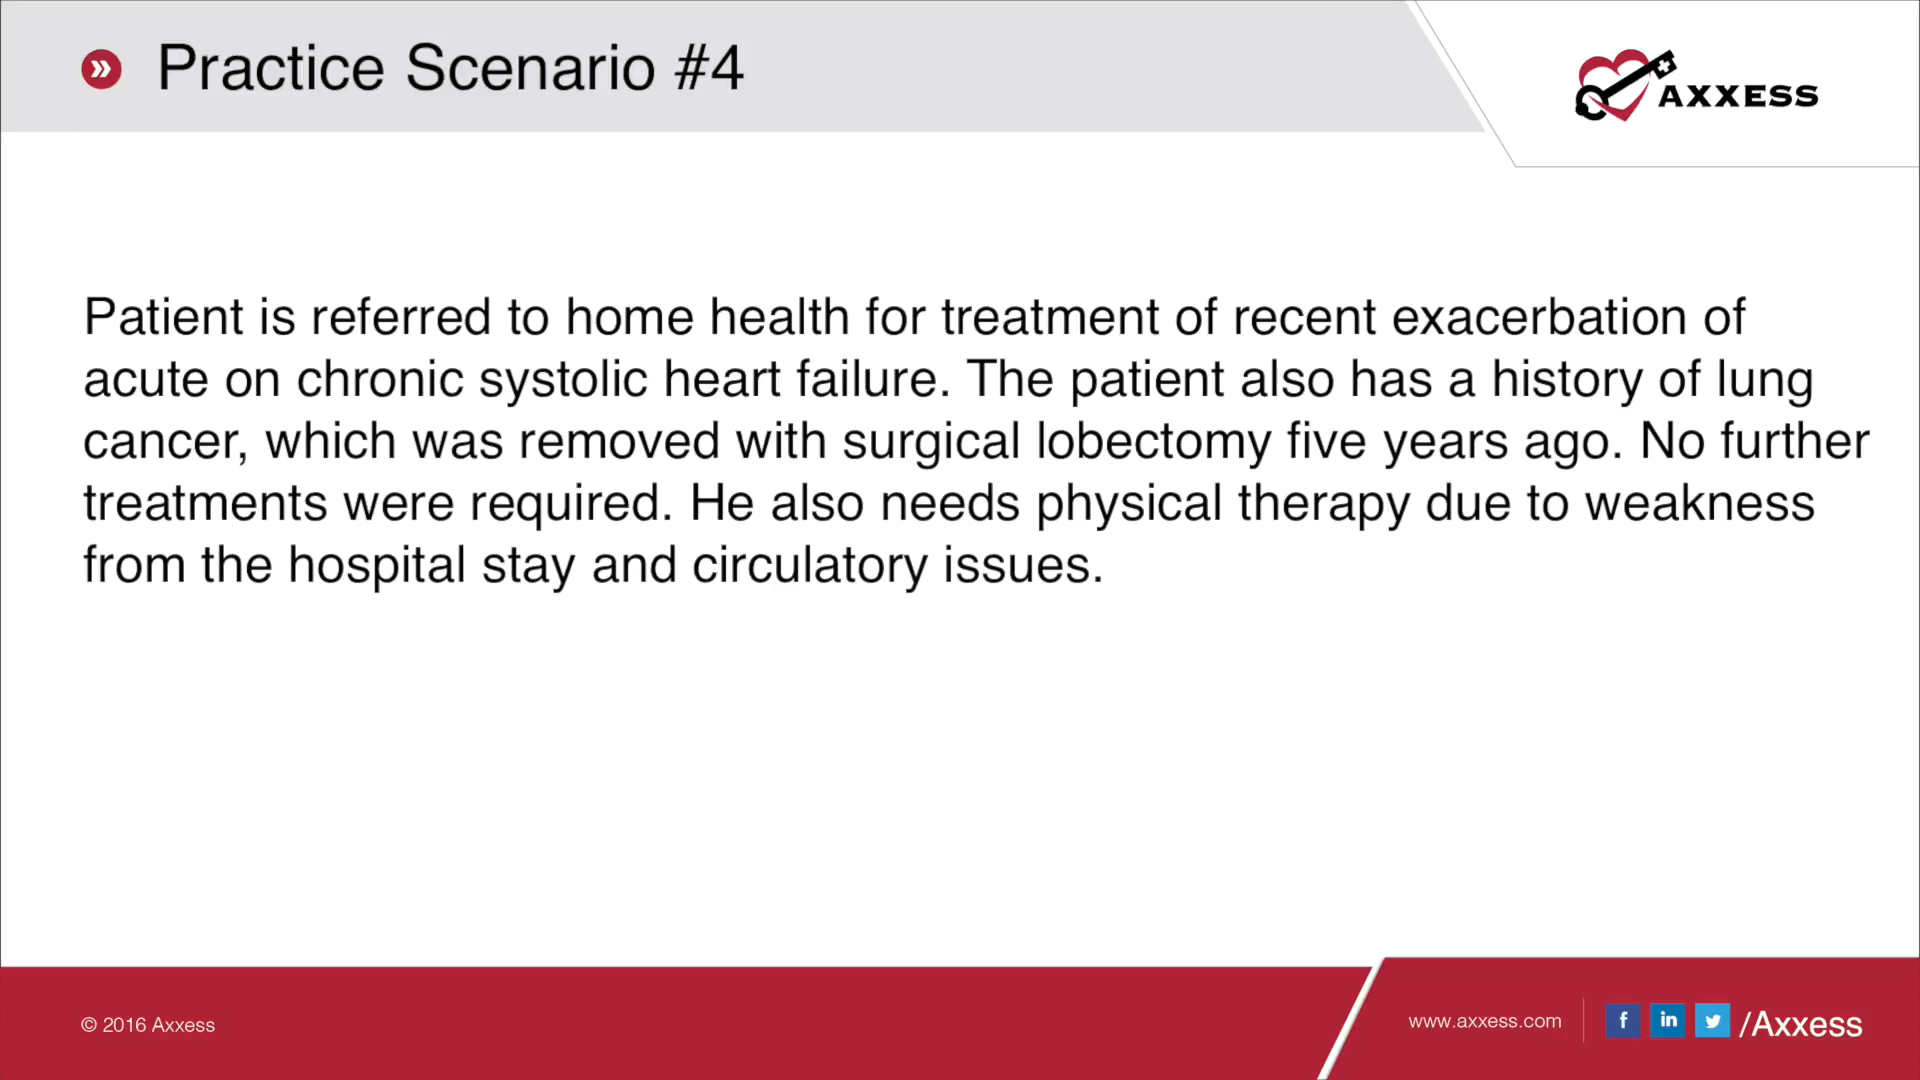 Practice Scenario #4
AXXESS
Patient is referred to home health for treatment of recent exacerbation of
acute on chronic systolic heart failure. The patient also has a history of lung
cancer, which was removed with surgical lobectomy five years ago. No further
treatments were required. He also needs physical therapy due to weakness
from the hospital stay and circulatory issues.
© 2016 Axxess
www.axxess.com
f in /Axxess